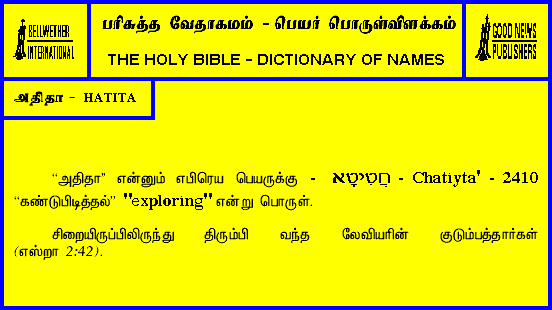 BELLWETHER
INTERNATIONAL
பரிசுத்த வேதாகமம் - பெயர் பொருள்விளக்கம்
THE HOLY BIBLE - DICTIONARY OF NAMES
GOOD NEWS
PUBLISHERS
அதிதா - HATITA
“அதிதா” என்னும் எபிரெய பெயருக்கு - חֲטִיטָא - Chatiyta' - 2410
“கண்டுபிடித்தல்” "exploring" என்று பொருள்.
சிறையிருப்பிலிருந்து திரும்பி வந்த லேவியரின் குடும்பத்தார்கள்
(எஸ்றா 2:42).